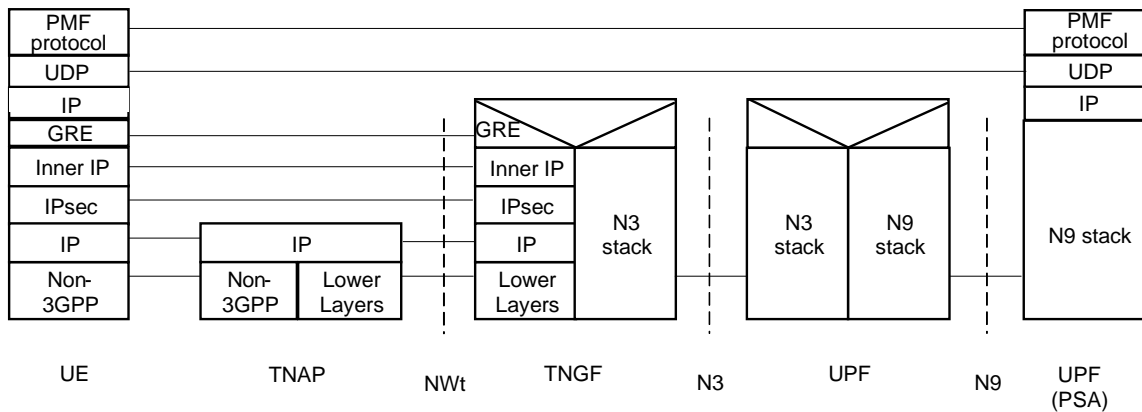 PMF
protocol
UDP
IP
GRE
Inner IP
IPsec
IP
Non-
3GPP
UE
IP
Non-
3GPP
Lower
Layers
TNAP
NWt
GRE
Inner IP
IPsec
IP
Lower
Layers
N3
stack
TNGF
N3
N3
stack
N9
stack
UPF
N9
PMF
protocol
UDP
IP
N9 stack
UPF
(PSA)